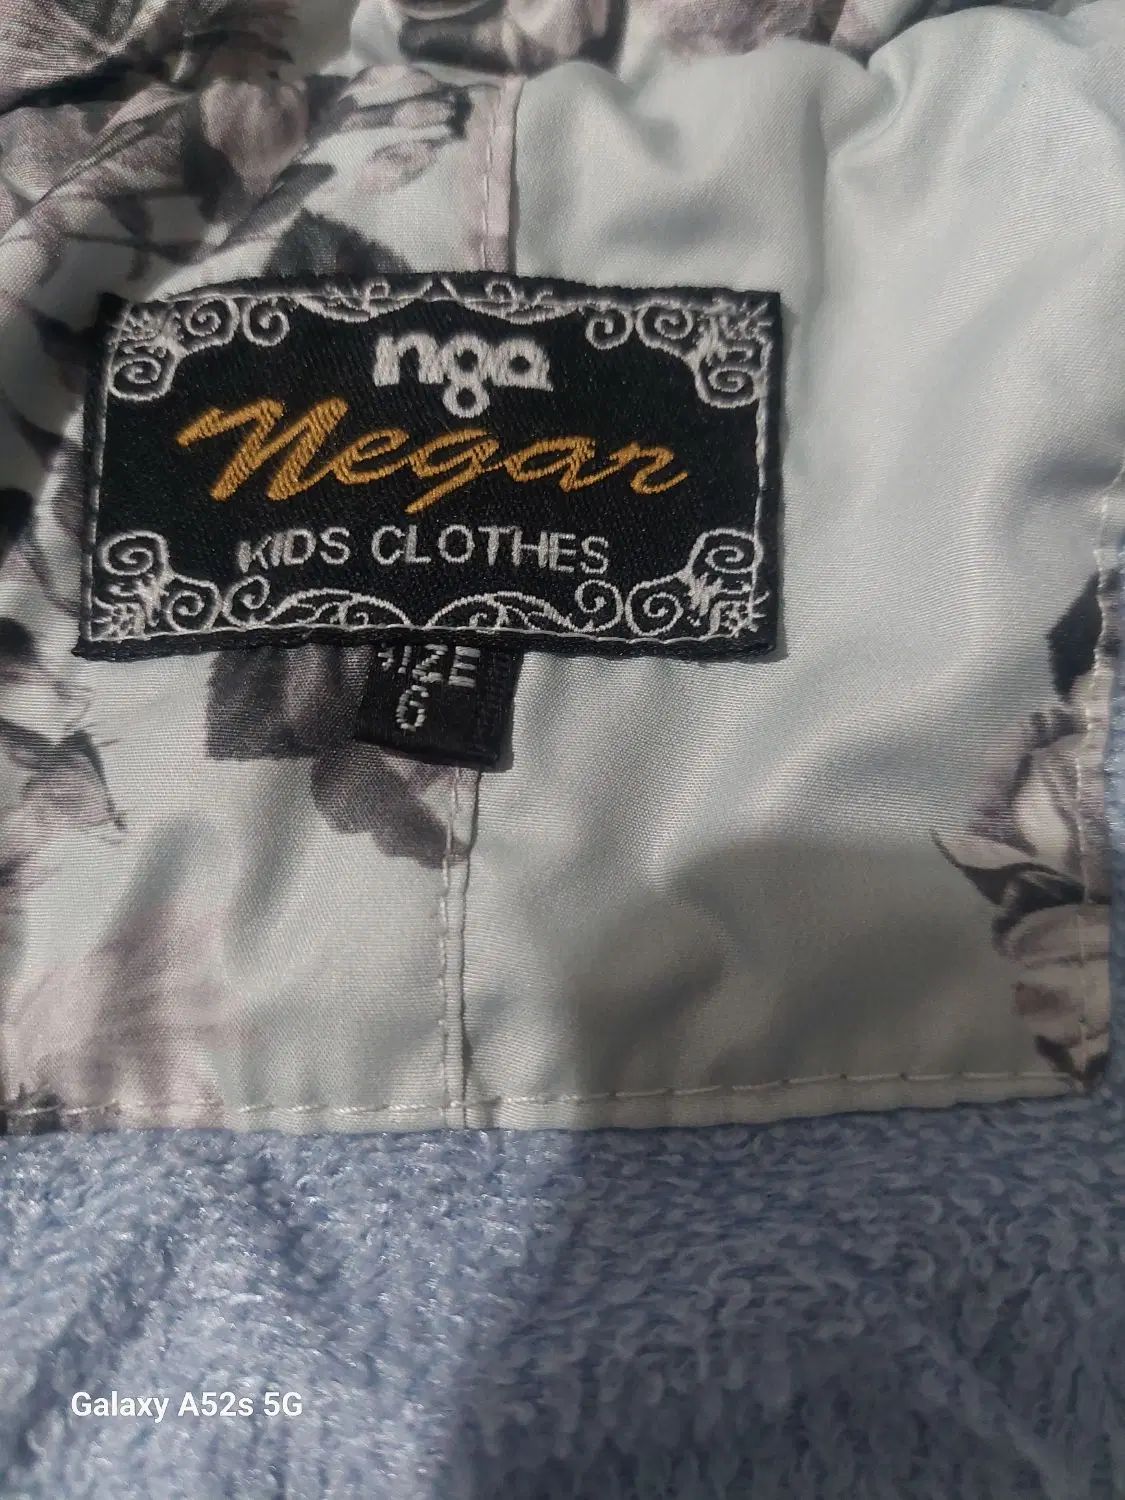 nga
Negar
KIDS CLOTHES
SIZE
6
Galaxy A52s 5G